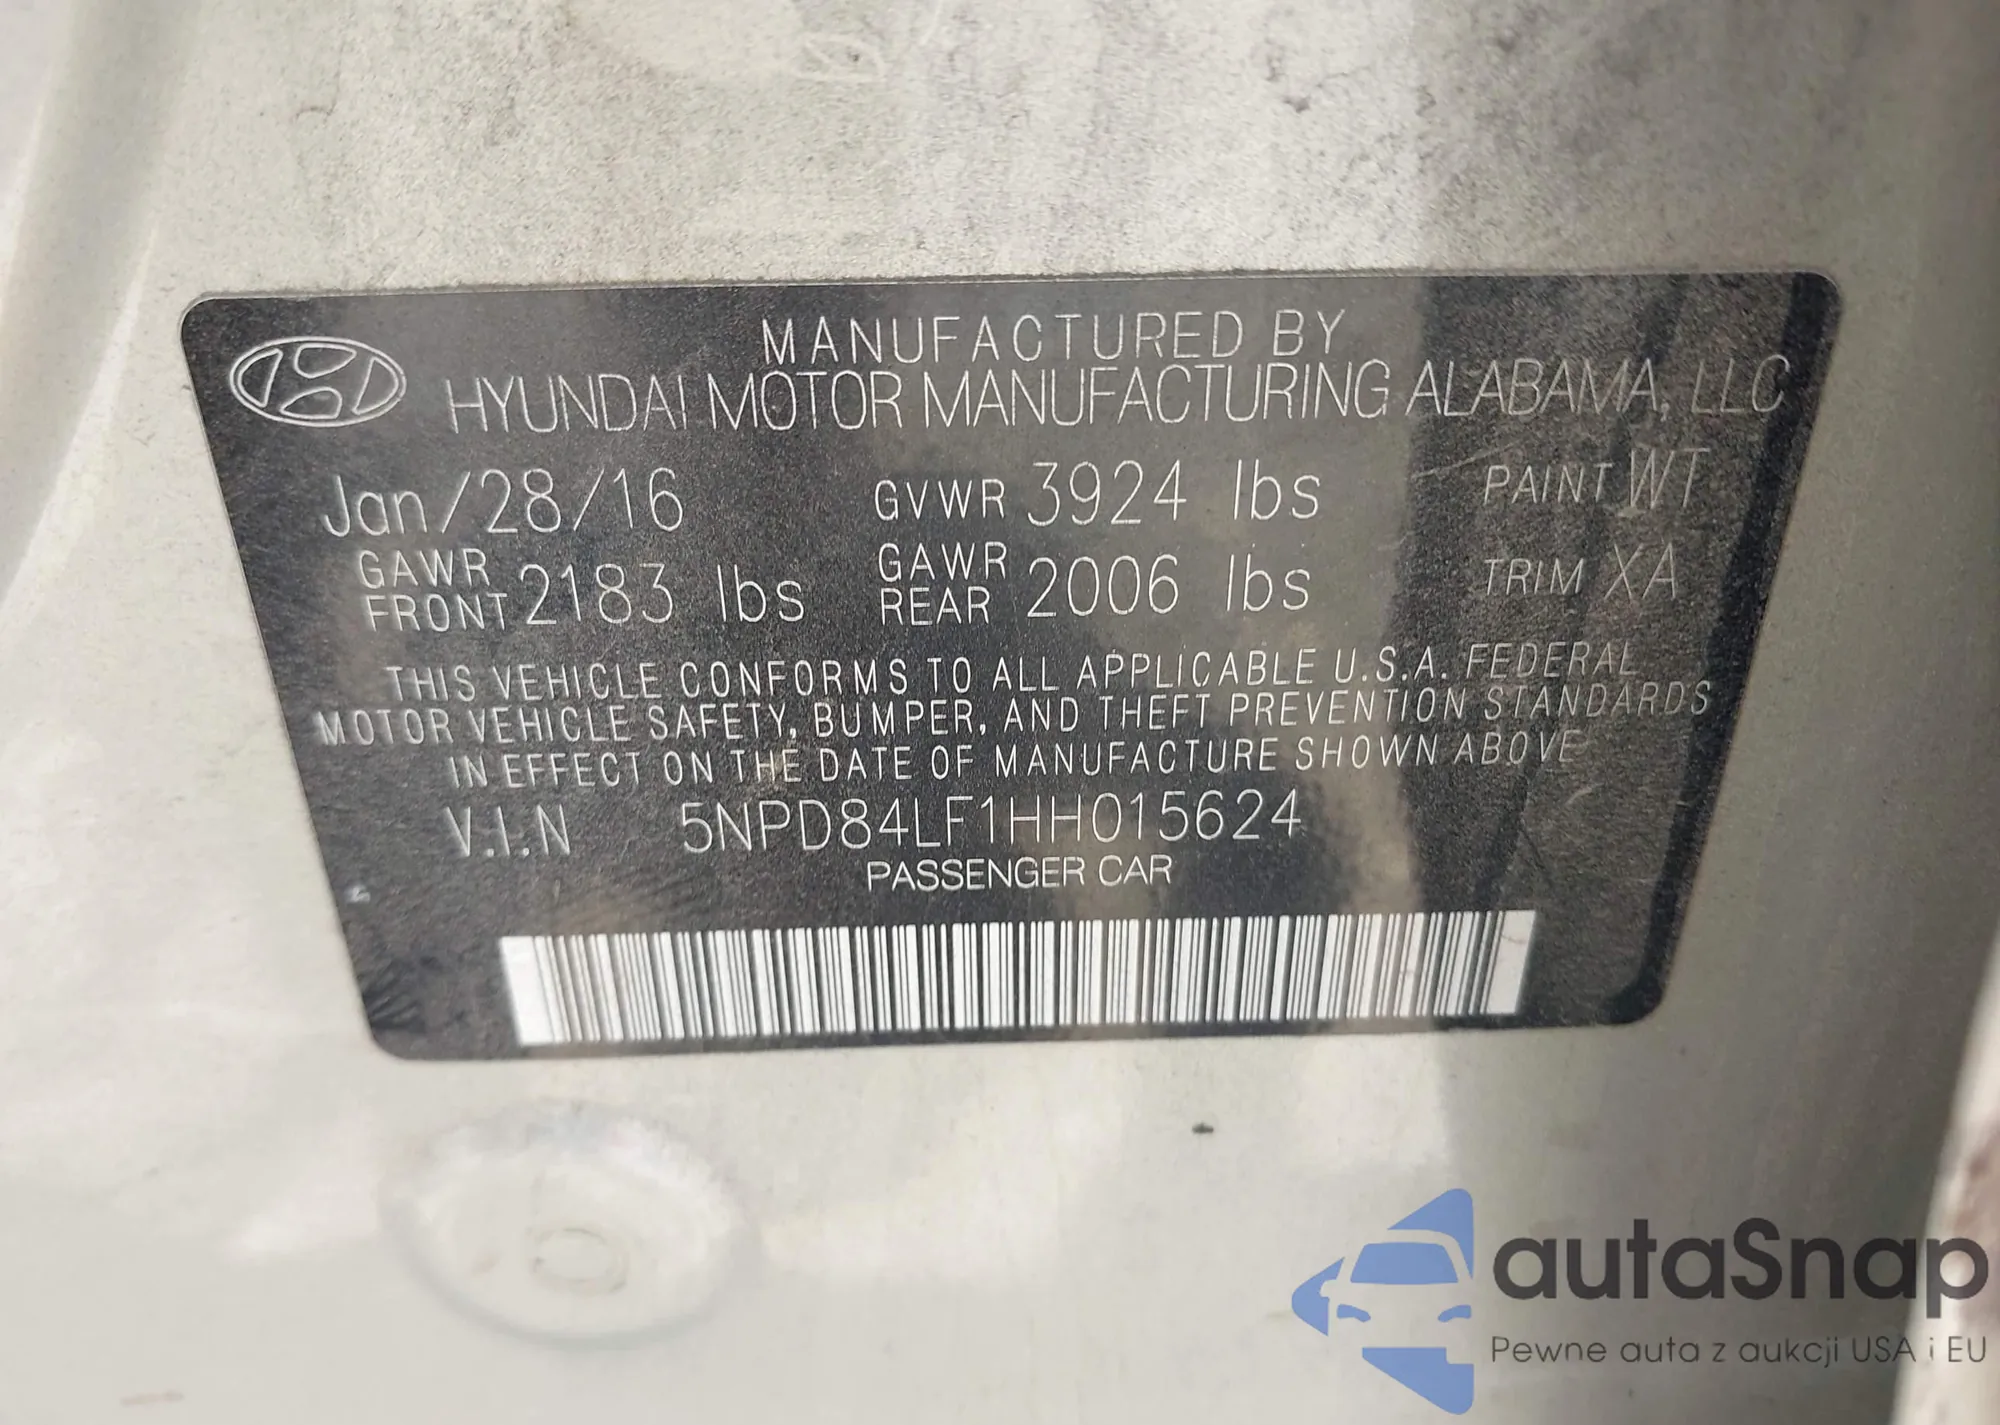 MANUFACTURED BY
HYUNDAI MOTOR MANUFACTURING ALABAMA, LLC
Jan/28/16 GVWR 3924 lbs PAINT WT
GAWR FRONT 2183 lbs GAWR REAR 2006 lbs TRIM XA
THIS VEHICLE CONFORMS TO ALL APPLICABLE U.S.A. FEDERAL
MOTOR VEHICLE SAFETY, BUMPER, AND THEFT PREVENTION STANDARDS
IN EFFECT ON THE DATE OF MANUFACTURE SHOWN ABOVE
V.I.N 5NPD84LF1HH015624
PASSENGER CAR
autaSnap
Pewne auta z aukcji USA i EU